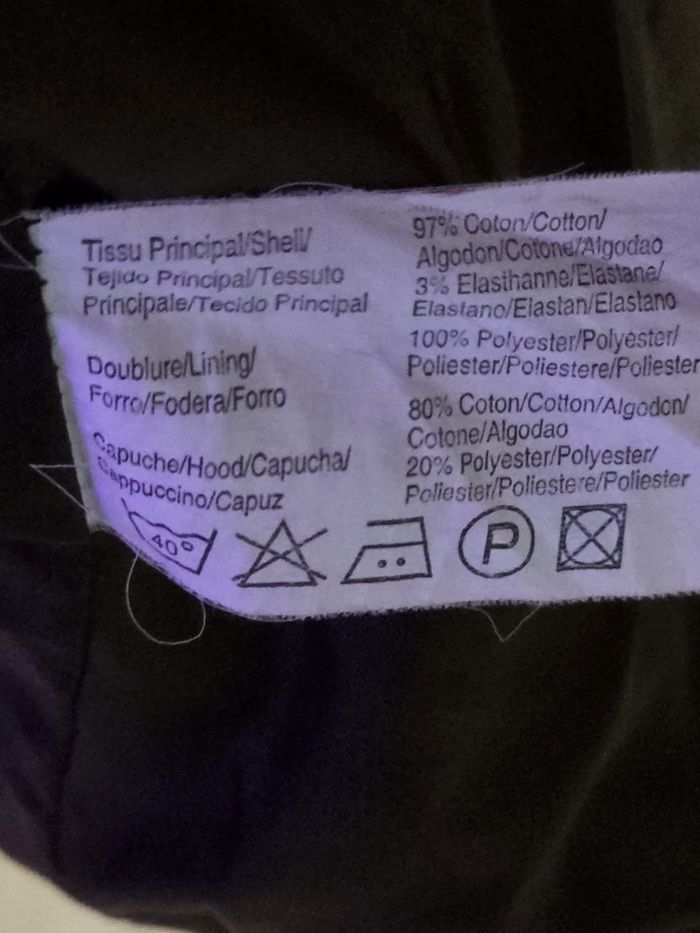 Tissu Principal/Shell/
Tejido Principal/Tessuto
Principale/Tecido Principal
97% Coton/Cotton/
Algodon/Cotone/Algodao
3% Elasthanne/Elastane/
Elastano/Elastan/Elastano
Doublure/Lining/
Forro/Fodera/Forro
100% Polyester/Polyester/
Poliester/Poliestere/Poliester
Capuche/Hood/Capucha/
Cappuccino/Capuz
80% Coton/Cotton/Algodon/
Cotone/Algodao
20% Polyester/Polyester/
Poliester/Poliestere/Poliester
40°
P